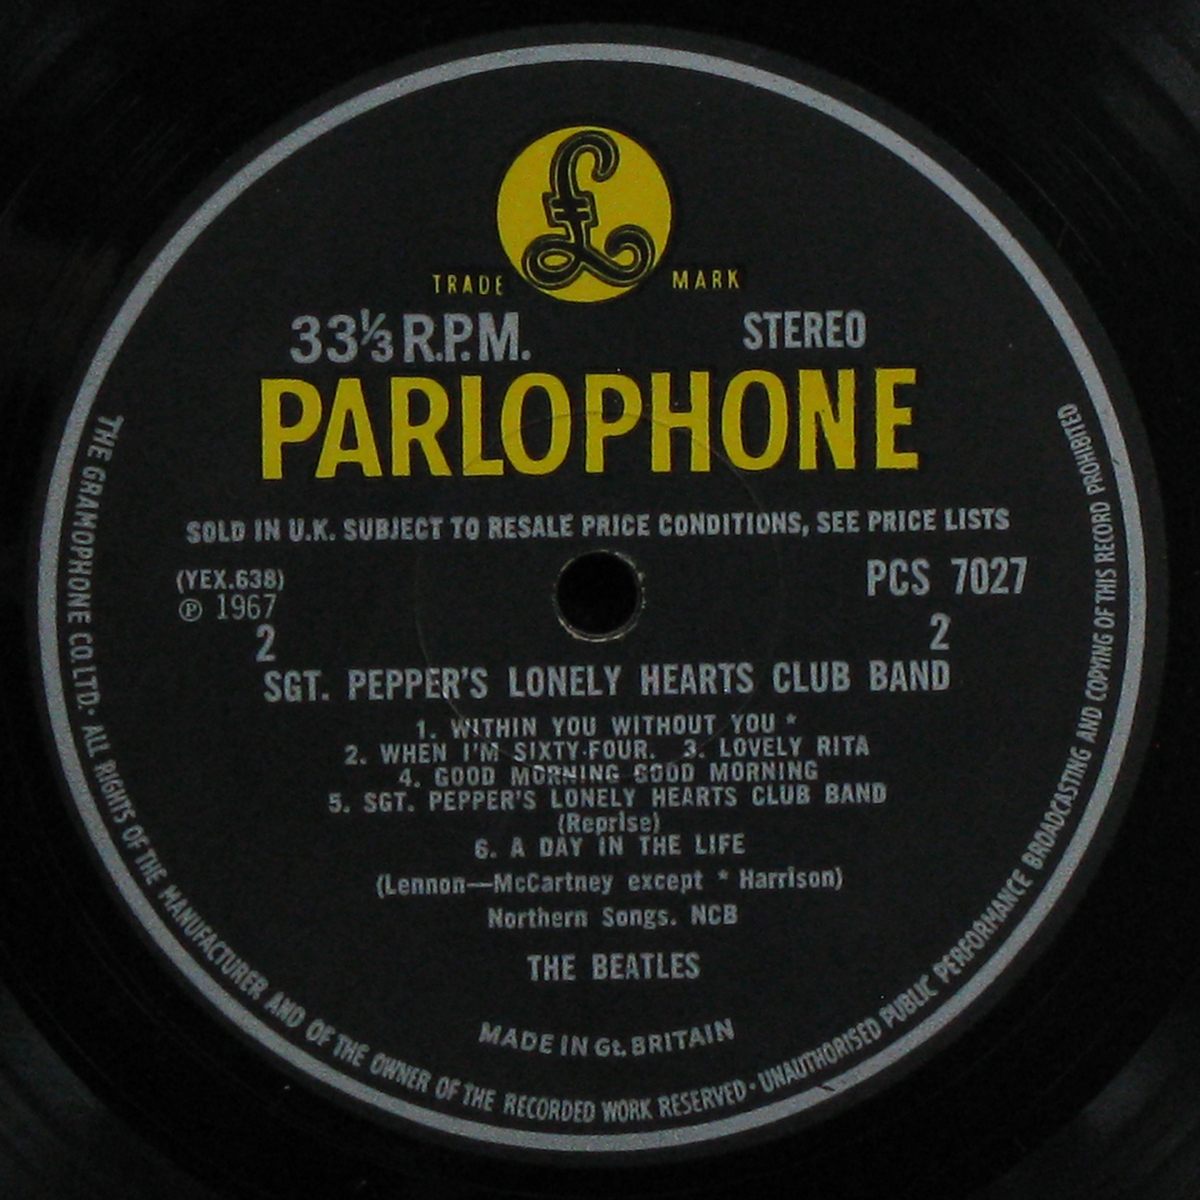 £
TRADE MARK
33⅓ R.P.M. STEREO
PARLOPHONE
SOLD IN U.K. SUBJECT TO RESALE PRICE CONDITIONS, SEE PRICE LISTS
(YEX.638) PCS 7027
℗ 1967
2 2
SGT. PEPPER'S LONELY HEARTS CLUB BAND
1. WITHIN YOU WITHOUT YOU *
2. WHEN I'M SIXTY-FOUR. 3. LOVELY RITA
4. GOOD MORNING GOOD MORNING
5. SGT. PEPPER'S LONELY HEARTS CLUB BAND
(Reprise)
6. A DAY IN THE LIFE
(Lennon—McCartney except * Harrison)
Northern Songs. NCB
THE BEATLES
MADE IN Gt. BRITAIN
THE GRAMOPHONE CO. LTD. · ALL RIGHTS OF THE MANUFACTURER AND OF THE OWNER OF THE RECORDED WORK RESERVED · UNAUTHORISED PUBLIC PERFORMANCE BROADCASTING AND COPYING OF THIS RECORD PROHIBITED